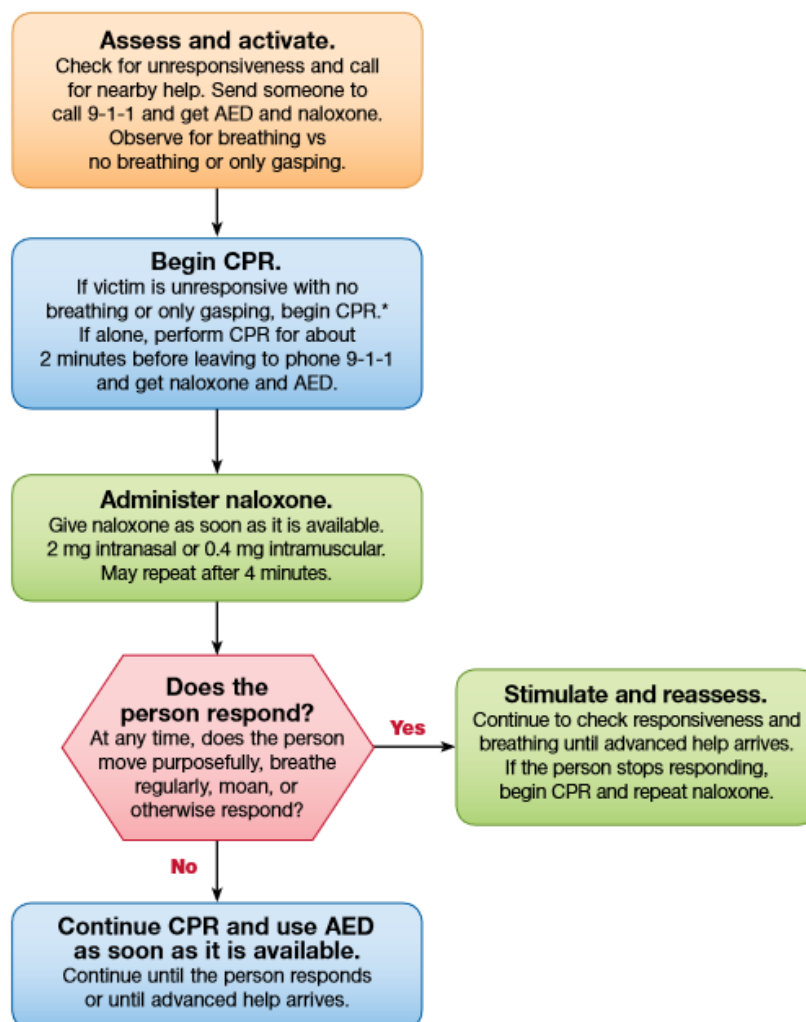 Assess and activate.
Check for unresponsiveness and call
for nearby help. Send someone to
call 9-1-1 and get AED and naloxone.
Observe for breathing vs
no breathing or only gasping.
Begin CPR.
If victim is unresponsive with no
breathing or only gasping, begin CPR.*
If alone, perform CPR for about
2 minutes before leaving to phone 9-1-1
and get naloxone and AED.
Administer naloxone.
Give naloxone as soon as it is available.
2 mg intranasal or 0.4 mg intramuscular.
May repeat after 4 minutes.
Does the
person respond?
At any time, does the person
move purposefully, breathe
regularly, moan, or
otherwise respond?
Yes
Stimulate and reassess.
Continue to check responsiveness and
breathing until advanced help arrives.
If the person stops responding,
begin CPR and repeat naloxone.
No
Continue CPR and use AED
as soon as it is available.
Continue until the person responds
or until advanced help arrives.